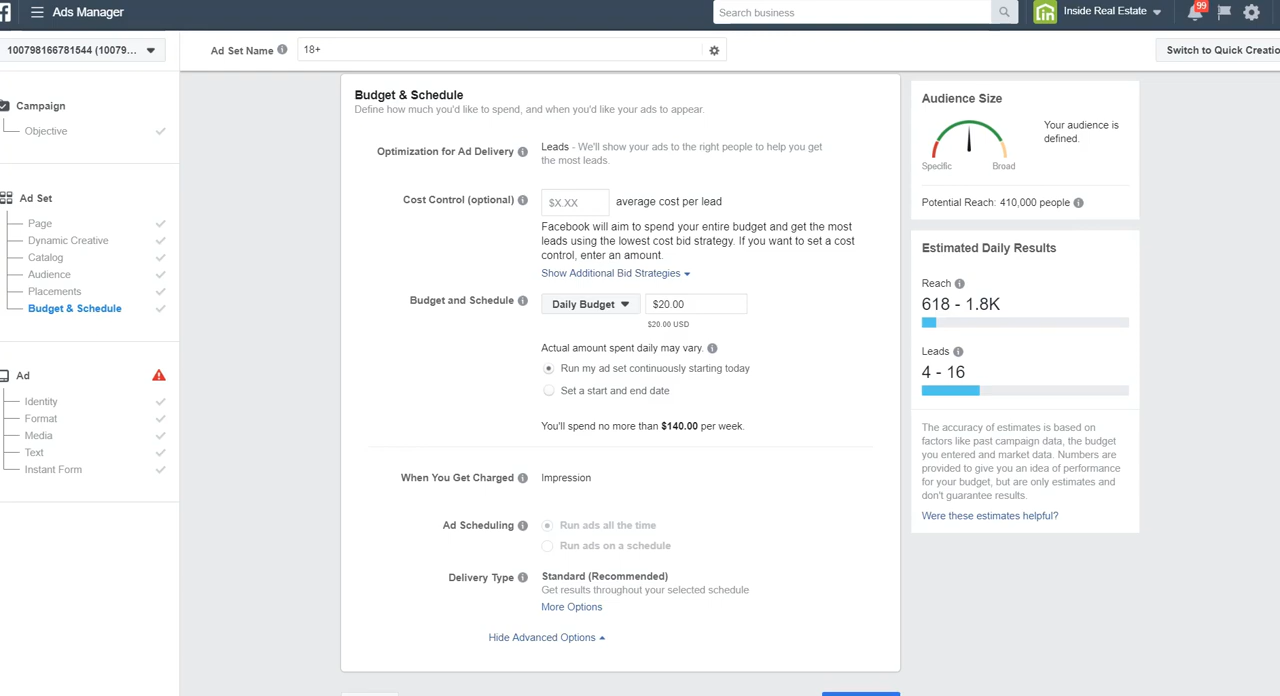 Ads Manager
Search business
Inside Real Estate
99
100798166781544 (10079...
Ad Set Name
18+
Switch to Quick Creatio
Campaign
Objective
Ad Set
Page
Dynamic Creative
Catalog
Audience
Placements
Budget & Schedule
Ad
Identity
Format
Media
Text
Instant Form
Budget & Schedule
Define how much you'd like to spend, and when you'd like your ads to appear.
Optimization for Ad Delivery
Leads - We'll show your ads to the right people to help you get
the most leads.
Cost Control (optional)
$X.XX
average cost per lead
Facebook will aim to spend your entire budget and get the most
leads using the lowest cost bid strategy. If you want to set a cost
control, enter an amount.
Show Additional Bid Strategies
Budget and Schedule
Daily Budget
$20.00
$20.00 USD
Actual amount spent daily may vary.
Run my ad set continuously starting today
Set a start and end date
You'll spend no more than $140.00 per week.
When You Get Charged
Impression
Ad Scheduling
Run ads all the time
Run ads on a schedule
Delivery Type
Standard (Recommended)
Get results throughout your selected schedule
More Options
Hide Advanced Options
Audience Size
Your audience is
defined.
Specific
Broad
Potential Reach: 410,000 people
Estimated Daily Results
Reach
618 - 1.8K
Leads
4 - 16
The accuracy of estimates is based on
factors like past campaign data, the budget
you entered and market data. Numbers are
provided to give you an idea of performance
for your budget, but are only estimates and
don't guarantee results.
Were these estimates helpful?